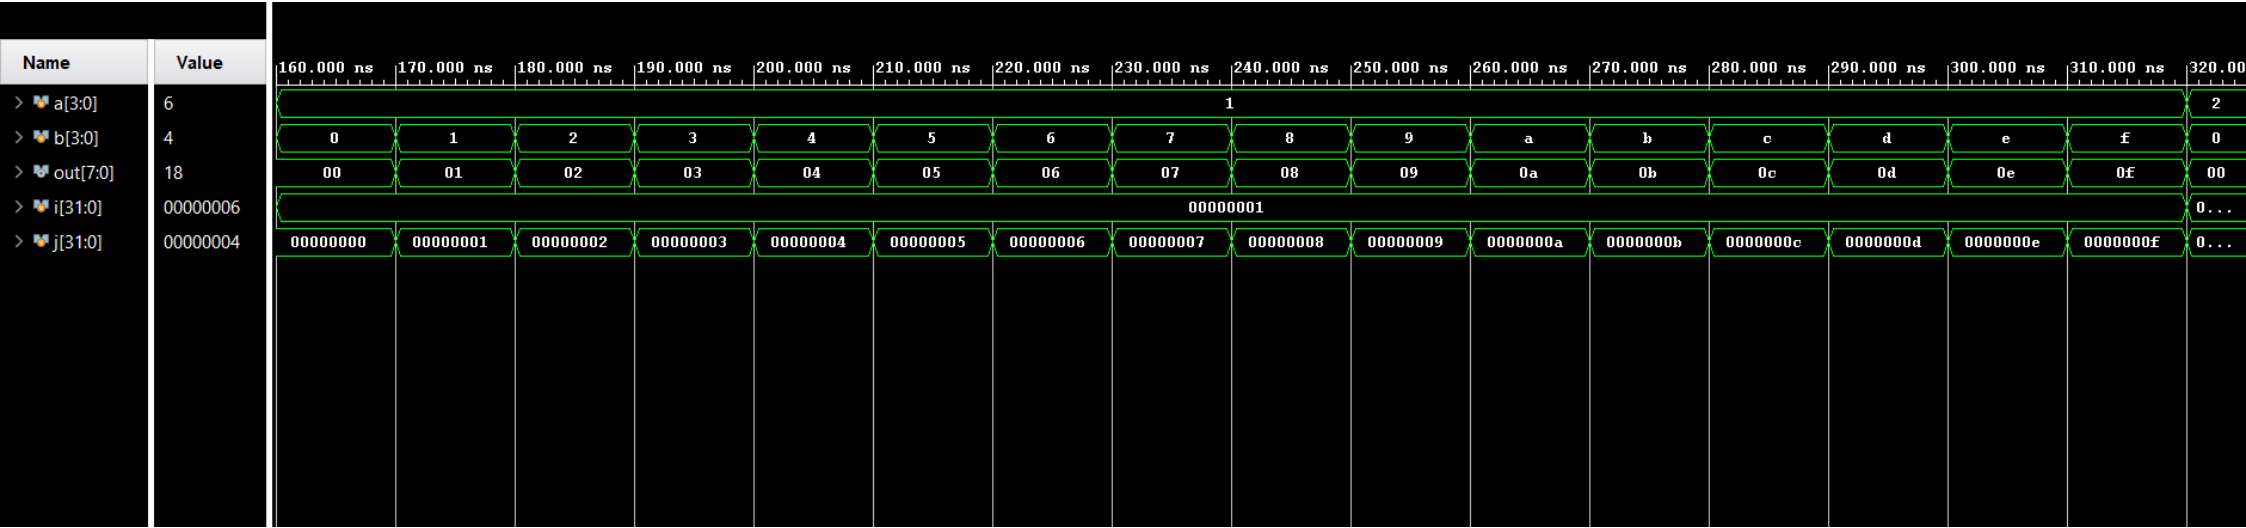 Name Value 160.000 ns 170.000 ns 180.000 ns 190.000 ns 200.000 ns 210.000 ns 220.000 ns 230.000 ns 240.000 ns 250.000 ns 260.000 ns 270.000 ns 280.000 ns 290.000 ns 300.000 ns 310.000 ns 320.00
a[3:0] 6 1 2
b[3:0] 4 0 1 2 3 4 5 6 7 8 9 a b c d e f 0
out[7:0] 18 00 01 02 03 04 05 06 07 08 09 0a 0b 0c 0d 0e 0f 00
i[31:0] 00000006 00000001 0...
j[31:0] 00000004 00000000 00000001 00000002 00000003 00000004 00000005 00000006 00000007 00000008 00000009 0000000a 0000000b 0000000c 0000000d 0000000e 0000000f 0...